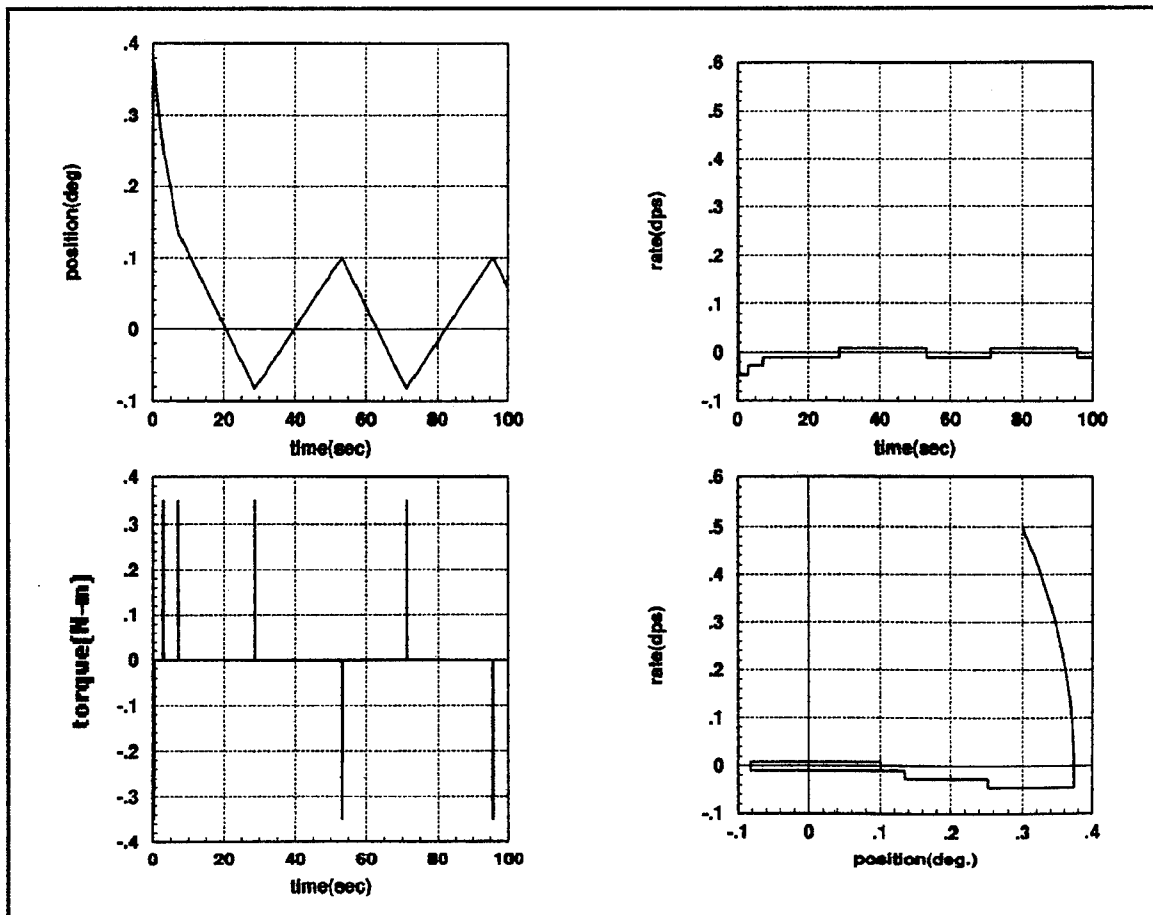 .4
.3
.2
.1
0
-.1
position(deg)
0 20 40 60 80 100
time(sec)
.6
.5
.4
.3
.2
.1
0
-.1
rate(dps)
0 20 40 60 80 100
time(sec)
.4
.3
.2
.1
0
-.1
-.2
-.3
-.4
torque[N-m]
0 20 40 60 80 100
time(sec)
.6
.5
.4
.3
.2
.1
0
-.1
rate(dps)
-.1 0 .1 .2 .3 .4
position(deg.)